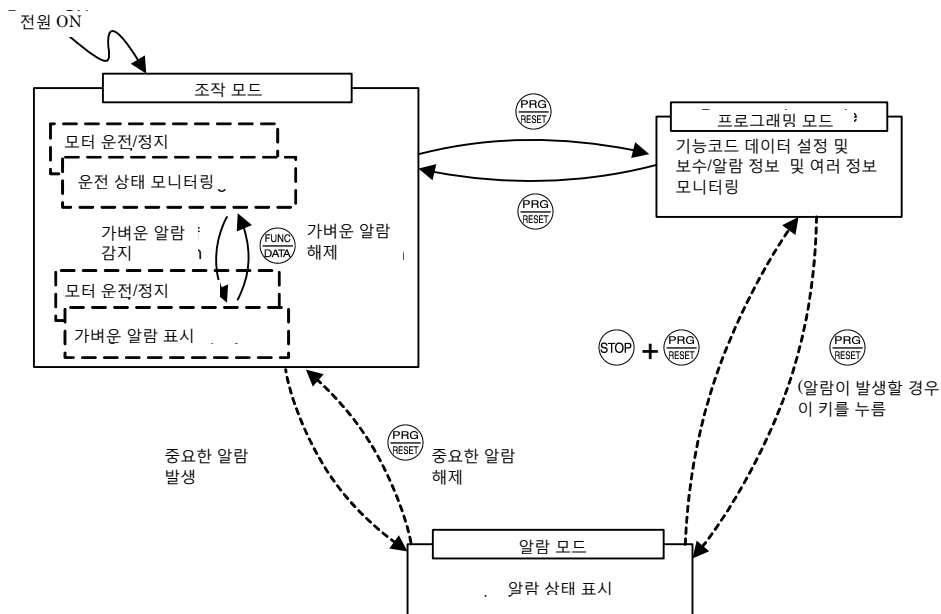 전원 ON
조작 모드
모터 운전/정지
운전 상태 모니터링
가벼운 알람
감지
FUNC
DATA
가벼운 알람
해제
모터 운전/정지
가벼운 알람 표시
PRG
RESET
PRG
RESET
프로그래밍 모드
기능코드 데이터 설정 및
보수/알람 정보 및 여러 정보
모니터링
STOP + PRG
RESET
PRG
RESET
(알람이 발생할 경우
이 키를 누름
중요한 알람
발생
PRG
RESET
중요한 알람
해제
알람 모드
알람 상태 표시